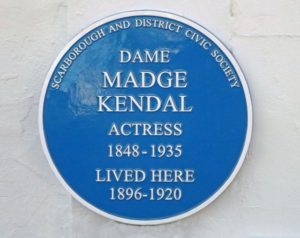 SCARBOROUGH AND DISTRICT CIVIC SOCIETY
DAME
MADGE
KENDAL
ACTRESS
1848-1935
LIVED HERE
1896-1920